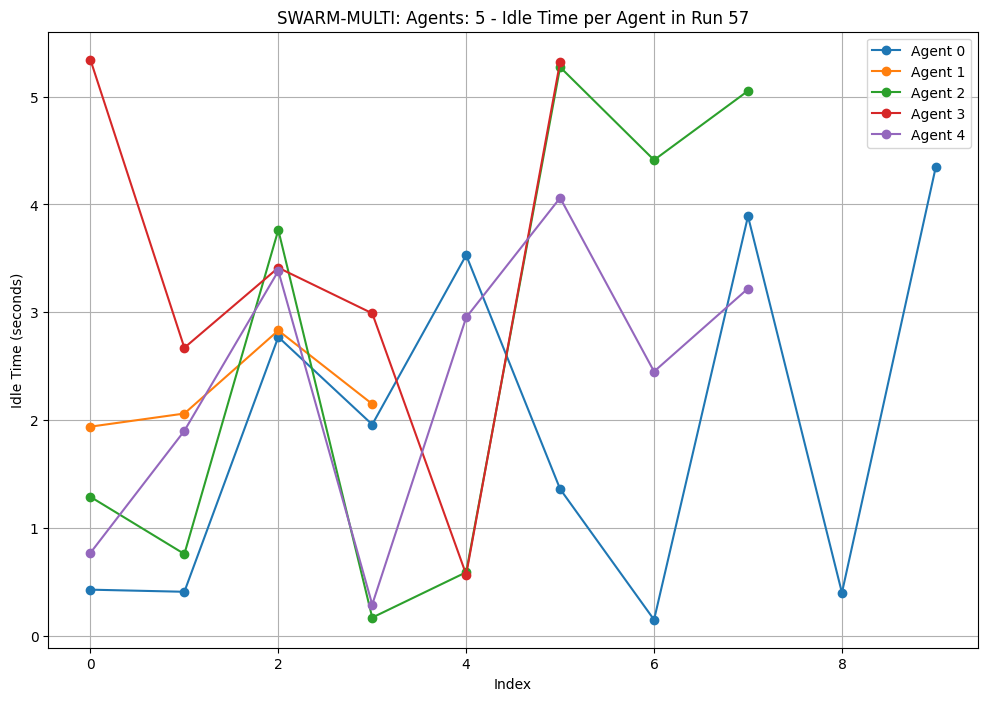 SWARM-MULTI: Agents: 5 - Idle Time per Agent in Run 57
Agent 0
Agent 1
Agent 2
Agent 3
Agent 4
Idle Time (seconds)
5
4
3
2
1
0
0 2 4 6 8
Index